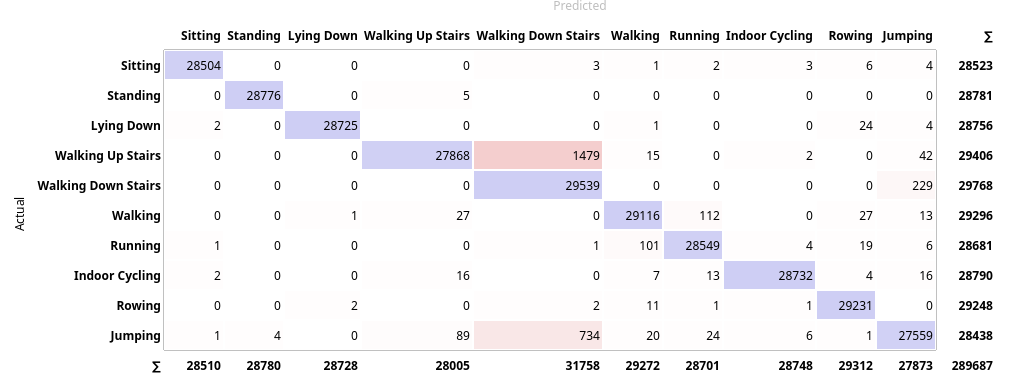 Predicted
Sitting Standing Lying Down Walking Up Stairs Walking Down Stairs Walking Running Indoor Cycling Rowing Jumping Σ
Sitting 28504 0 0 0 3 1 2 3 6 4 28523
Standing 0 28776 0 5 0 0 0 0 0 0 28781
Lying Down 2 0 28725 0 0 1 0 0 24 4 28756
Walking Up Stairs 0 0 0 27868 1479 15 0 2 0 42 29406
Walking Down Stairs 0 0 0 0 29539 0 0 0 0 229 29768
Actual
Walking 0 0 1 27 0 29116 112 0 27 13 29296
Running 1 0 0 0 1 101 28549 4 19 6 28681
Indoor Cycling 2 0 0 16 0 7 13 28732 4 16 28790
Rowing 0 0 2 0 2 11 1 1 29231 0 29248
Jumping 1 4 0 89 734 20 24 6 1 27559 28438
Σ 28510 28780 28728 28005 31758 29272 28701 28748 29312 27873 289687